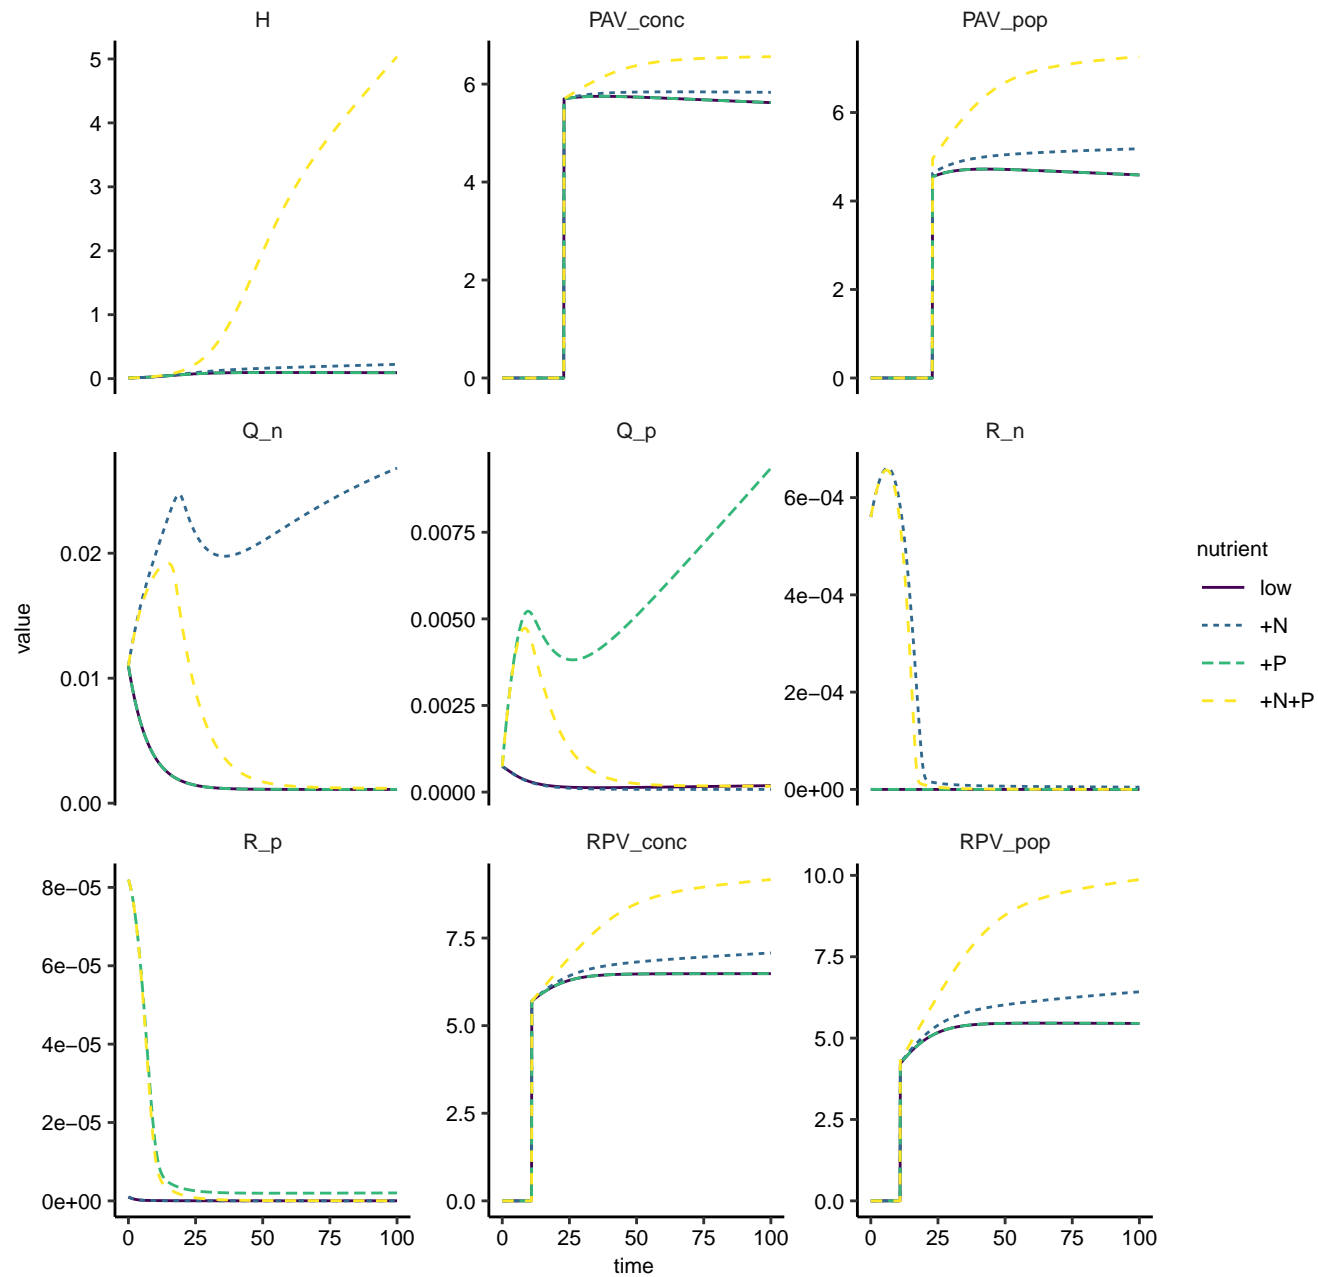 H
PAV_conc
PAV_pop
5
4
3
2
1
0
6
4
2
0
6
4
2
0
Q_n
Q_p
R_n
0.02
0.01
0.00
0.0075
0.0050
0.0025
0.0000
6e−04
4e−04
2e−04
0e+00
value
nutrient
low
+N
+P
+N+P
R_p
RPV_conc
RPV_pop
8e−05
6e−05
4e−05
2e−05
0e+00
7.5
5.0
2.5
0.0
10.0
7.5
5.0
2.5
0.0
0 25 50 75 100
0 25 50 75 100
0 25 50 75 100
time